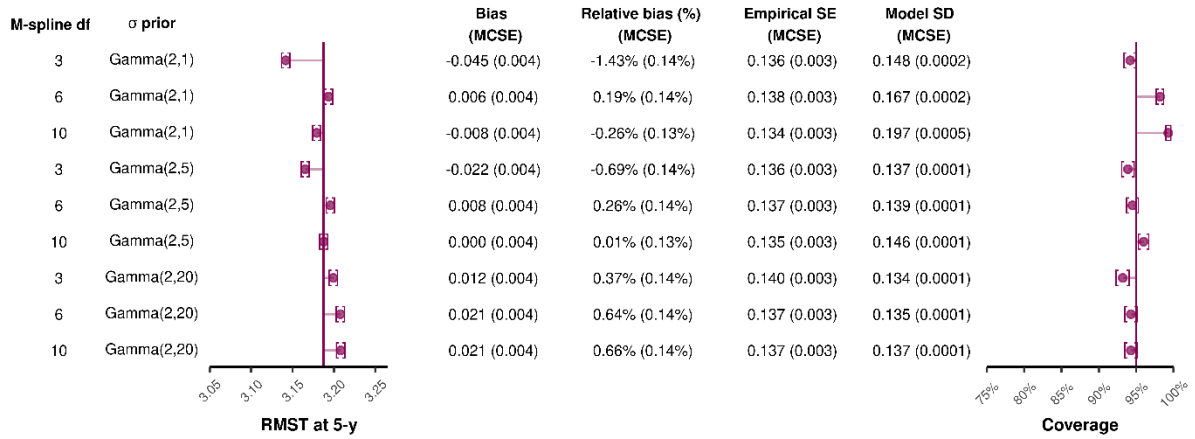 M-spline df σ prior Bias (MCSE) Relative bias (%) (MCSE) Empirical SE (MCSE) Model SD (MCSE)
3 Gamma(2,1) -0.045 (0.004) -1.43% (0.14%) 0.136 (0.003) 0.148 (0.0002)
6 Gamma(2,1) 0.006 (0.004) 0.19% (0.14%) 0.138 (0.003) 0.167 (0.0002)
10 Gamma(2,1) -0.008 (0.004) -0.26% (0.13%) 0.134 (0.003) 0.197 (0.0005)
3 Gamma(2,5) -0.022 (0.004) -0.69% (0.14%) 0.136 (0.003) 0.137 (0.0001)
6 Gamma(2,5) 0.008 (0.004) 0.26% (0.14%) 0.137 (0.003) 0.139 (0.0001)
10 Gamma(2,5) 0.000 (0.004) 0.01% (0.13%) 0.135 (0.003) 0.146 (0.0001)
3 Gamma(2,20) 0.012 (0.004) 0.37% (0.14%) 0.140 (0.003) 0.134 (0.0001)
6 Gamma(2,20) 0.021 (0.004) 0.64% (0.14%) 0.137 (0.003) 0.135 (0.0001)
10 Gamma(2,20) 0.021 (0.004) 0.66% (0.14%) 0.137 (0.003) 0.137 (0.0001)
3.05 3.10 3.15 3.20 3.25 75% 80% 85% 90% 95% 100%
RMST at 5-y Coverage